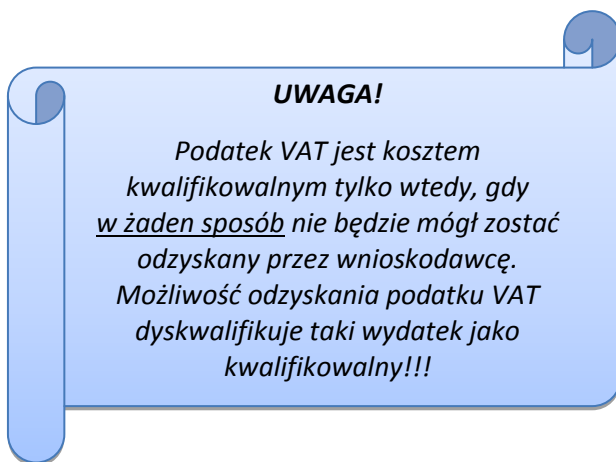 UWAGA!
Podatek VAT jest kosztem
kwalifikowalnym tylko wtedy, gdy
w żaden sposób nie będzie mógł zostać
odzyskany przez wnioskodawcę.
Możliwość odzyskania podatku VAT
dyskwalifikuje taki wydatek jako
kwalifikowalny!!!